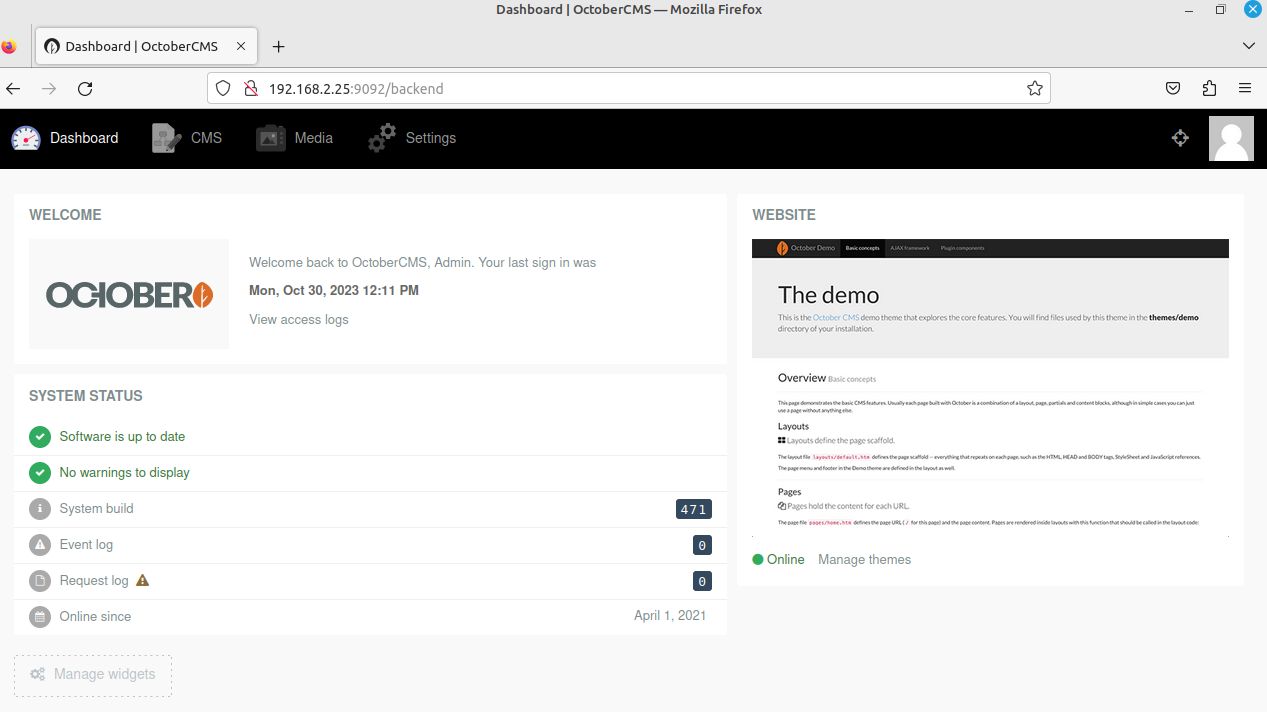 Dashboard | OctoberCMS — Mozilla Firefox
Dashboard | OctoberCMS
192.168.2.25:9092/backend
Dashboard CMS Media Settings
WELCOME
OCTOBER
Welcome back to OctoberCMS, Admin. Your last sign in was
Mon, Oct 30, 2023 12:11 PM
View access logs
SYSTEM STATUS
Software is up to date
No warnings to display
System build 471
Event log 0
Request log 0
Online since April 1, 2021
Manage widgets
WEBSITE
October Demo Basic concepts AJAX framework Plugin components
The demo
This is the October CMS demo theme that explores the core features. You will find files used by this theme in the themes/demo
directory of your installation.
Overview Basic concepts
This page demonstrates the basic CMS features. Usually each page built with October is a combination of a layout, page, partials and content blocks, although in simple cases you can just
use a page without anything else.
Layouts
Layouts define the page scaffold.
The layout file layouts/default.htm defines the page scaffold — everything that repeats on each page, such as the HTML, HEAD and BODY tags, StyleSheet and JavaScript references.
The page menu and footer in the Demo theme are defined in the layout as well.
Pages
Pages hold the content for each URL.
The page file pages/home.htm defines the page URL ( / for this page) and the page content. Pages are rendered inside layouts with this function that should be called in the layout code:
Online Manage themes